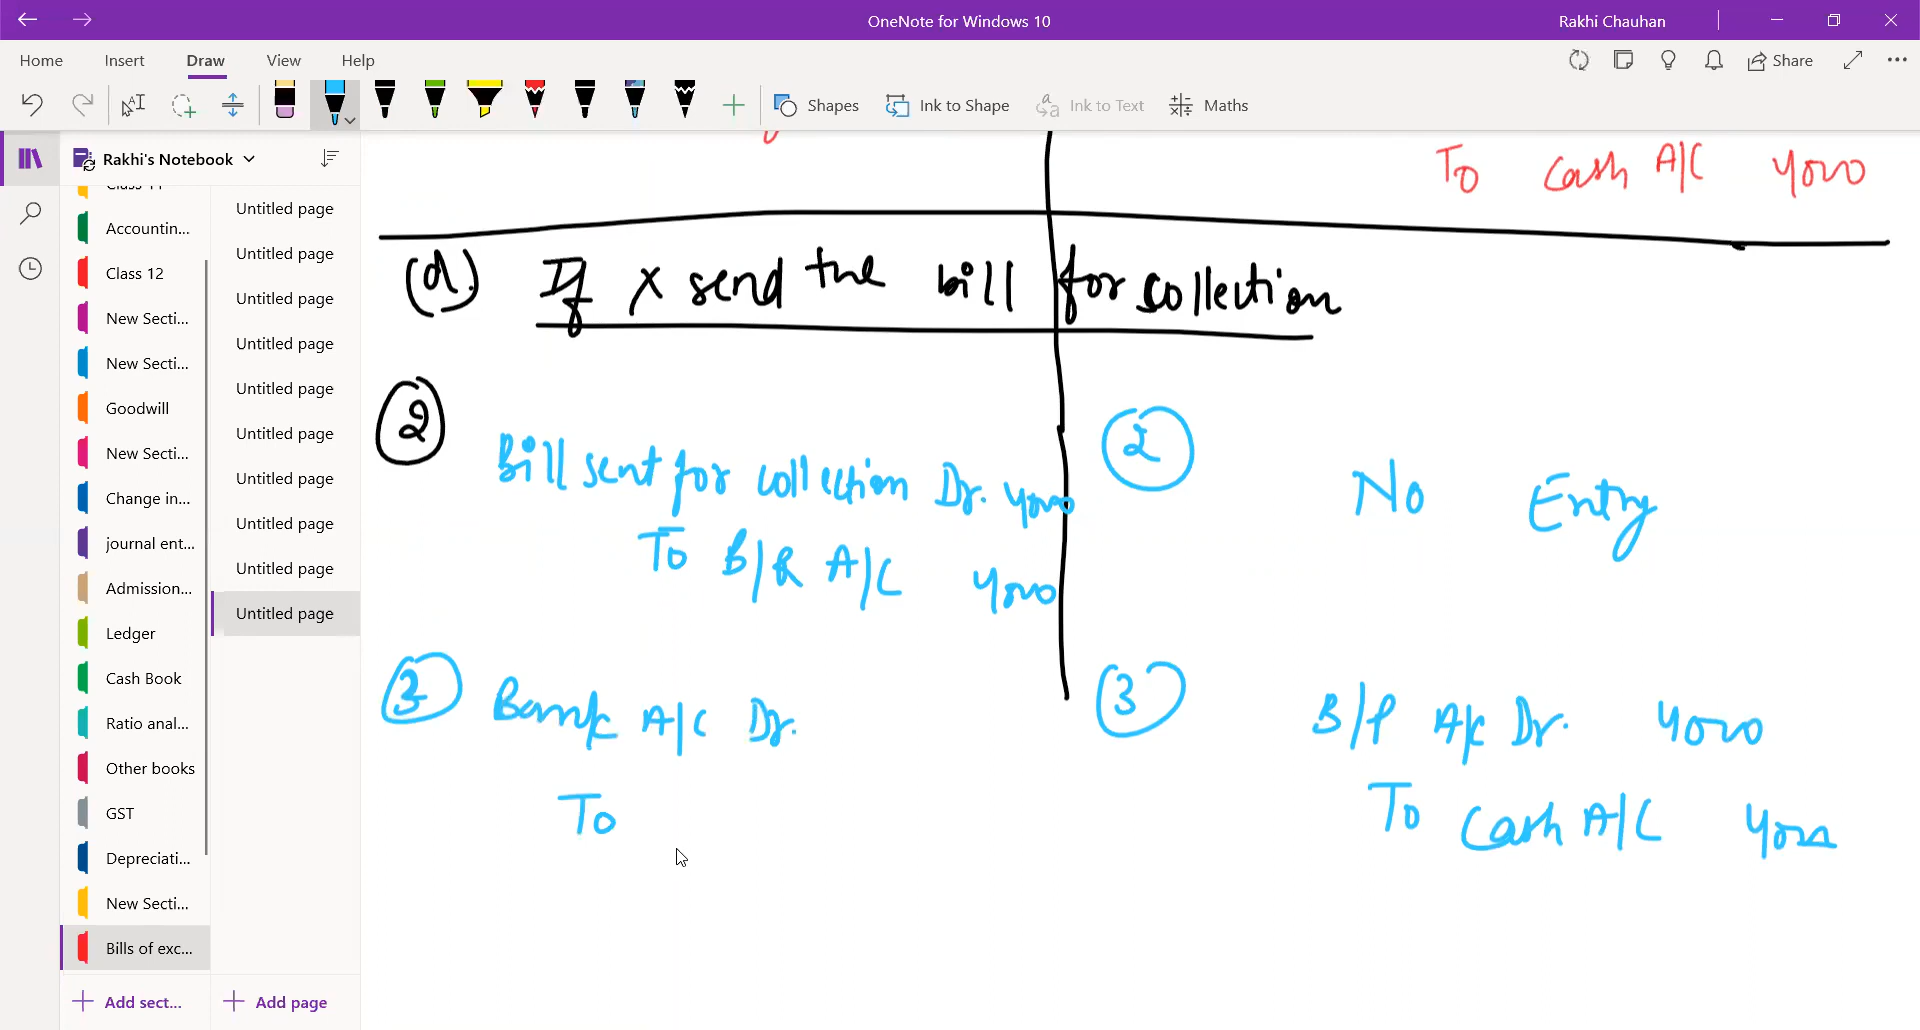 OneNote for Windows 10
Rakhi Chauhan
Home Insert Draw View Help
Share
Shapes Ink to Shape Ink to Text Maths
Rakhi's Notebook
Class 11
Accountin...
Class 12
New Secti...
New Secti...
Goodwill
New Secti...
Change in...
journal ent...
Admission...
Ledger
Cash Book
Ratio anal...
Other books
GST
Depreciati...
New Secti...
Bills of exc...
Add sect...
Untitled page
Untitled page
Untitled page
Untitled page
Untitled page
Untitled page
Untitled page
Untitled page
Untitled page
Untitled page
Add page
To Cash A/C 4000
(d.) If X send the bill for collection
2
Bill sent for collection Dr. 4000
To B/R A/C 4000
2
No Entry
3 Bank A/C Dr.
To
3 B/P A/c Dr. 4000
To Cash A/C 4000